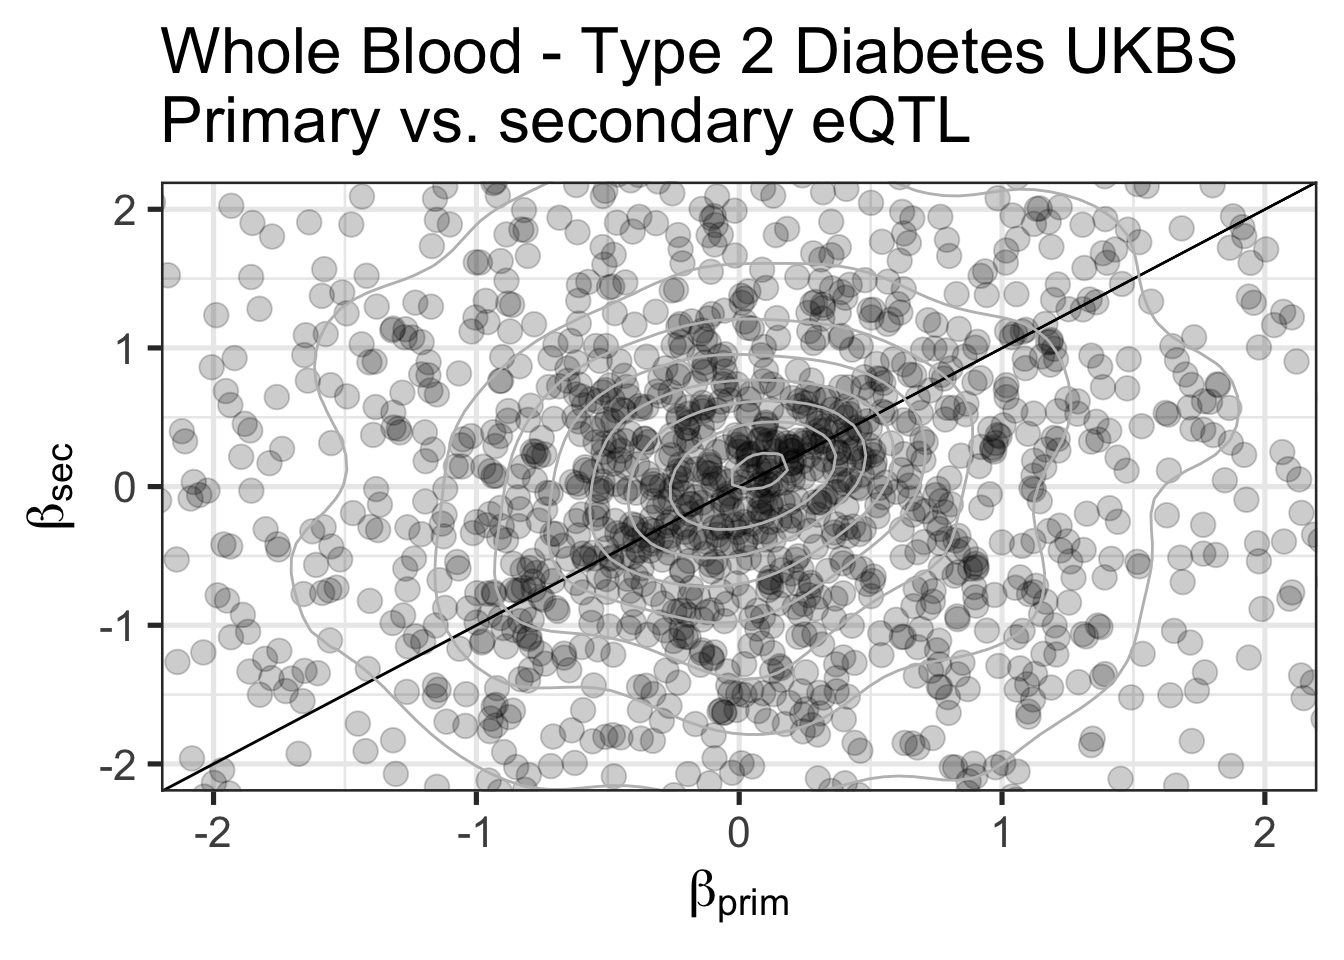 Whole Blood - Type 2 Diabetes UKBS
Primary vs. secondary eQTL
2
1
0
-1
-2
βsec
-2 -1 0 1 2
βprim